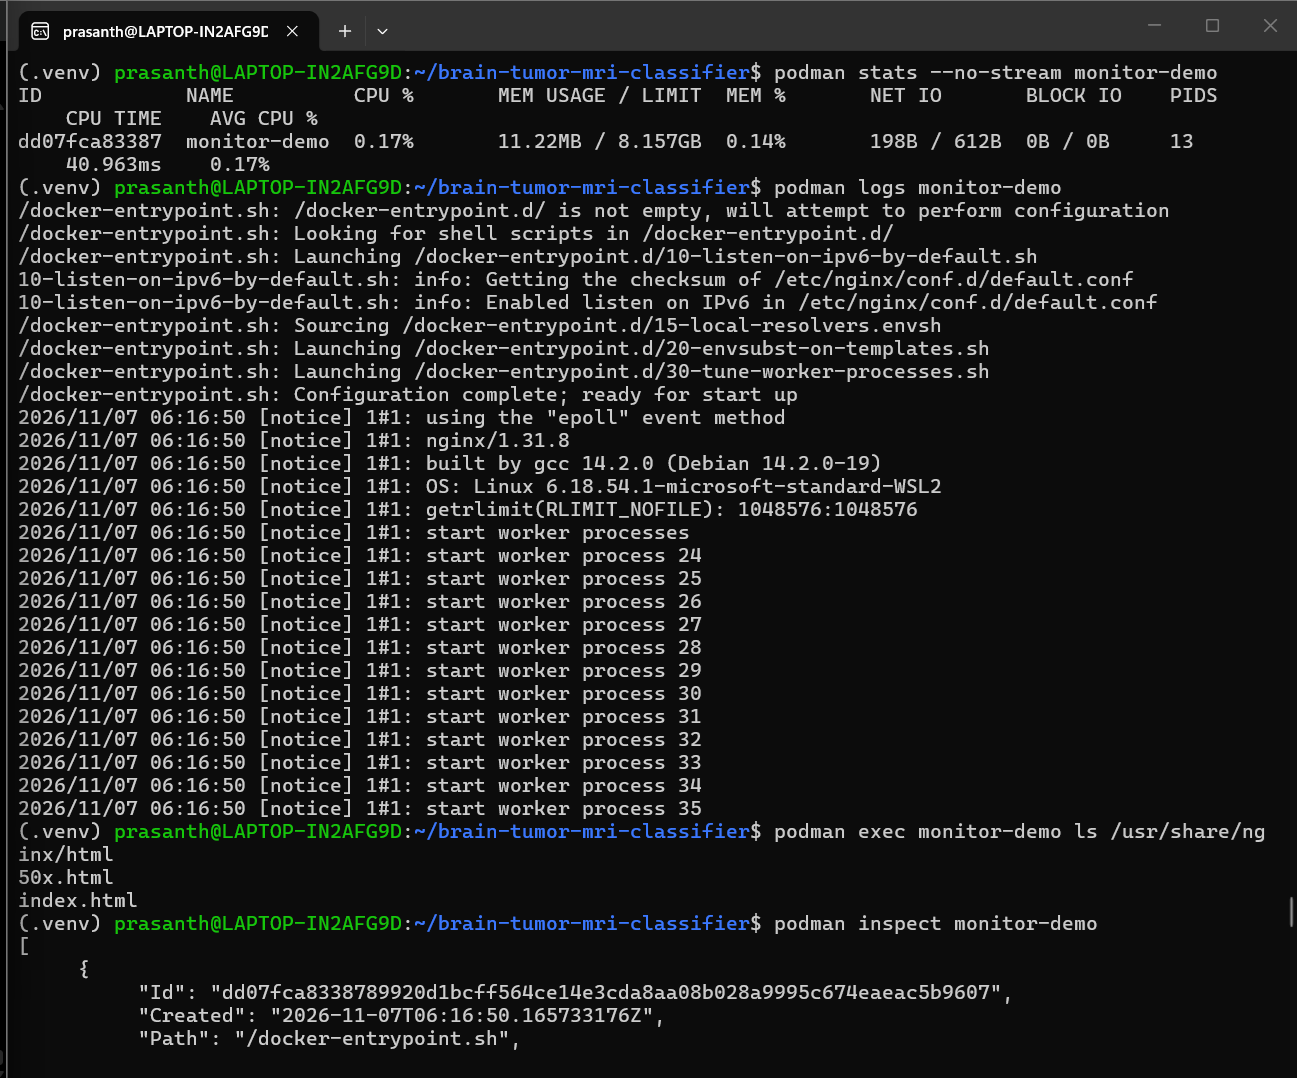 prasanth@LAPTOP-IN2AFG9D
(.venv) prasanth@LAPTOP-IN2AFG9D:~/brain-tumor-mri-classifier$ podman stats --no-stream monitor-demo
ID            NAME          CPU %       MEM USAGE / LIMIT  MEM %       NET IO       BLOCK IO    PIDS
    CPU TIME    AVG CPU %
dd07fca83387  monitor-demo  0.17%       11.22MB / 8.157GB  0.14%       198B / 612B  0B / 0B     13
    40.963ms    0.17%
(.venv) prasanth@LAPTOP-IN2AFG9D:~/brain-tumor-mri-classifier$ podman logs monitor-demo
/docker-entrypoint.sh: /docker-entrypoint.d/ is not empty, will attempt to perform configuration
/docker-entrypoint.sh: Looking for shell scripts in /docker-entrypoint.d/
/docker-entrypoint.sh: Launching /docker-entrypoint.d/10-listen-on-ipv6-by-default.sh
10-listen-on-ipv6-by-default.sh: info: Getting the checksum of /etc/nginx/conf.d/default.conf
10-listen-on-ipv6-by-default.sh: info: Enabled listen on IPv6 in /etc/nginx/conf.d/default.conf
/docker-entrypoint.sh: Sourcing /docker-entrypoint.d/15-local-resolvers.envsh
/docker-entrypoint.sh: Launching /docker-entrypoint.d/20-envsubst-on-templates.sh
/docker-entrypoint.sh: Launching /docker-entrypoint.d/30-tune-worker-processes.sh
/docker-entrypoint.sh: Configuration complete; ready for start up
2026/11/07 06:16:50 [notice] 1#1: using the "epoll" event method
2026/11/07 06:16:50 [notice] 1#1: nginx/1.31.8
2026/11/07 06:16:50 [notice] 1#1: built by gcc 14.2.0 (Debian 14.2.0-19)
2026/11/07 06:16:50 [notice] 1#1: OS: Linux 6.18.54.1-microsoft-standard-WSL2
2026/11/07 06:16:50 [notice] 1#1: getrlimit(RLIMIT_NOFILE): 1048576:1048576
2026/11/07 06:16:50 [notice] 1#1: start worker processes
2026/11/07 06:16:50 [notice] 1#1: start worker process 24
2026/11/07 06:16:50 [notice] 1#1: start worker process 25
2026/11/07 06:16:50 [notice] 1#1: start worker process 26
2026/11/07 06:16:50 [notice] 1#1: start worker process 27
2026/11/07 06:16:50 [notice] 1#1: start worker process 28
2026/11/07 06:16:50 [notice] 1#1: start worker process 29
2026/11/07 06:16:50 [notice] 1#1: start worker process 30
2026/11/07 06:16:50 [notice] 1#1: start worker process 31
2026/11/07 06:16:50 [notice] 1#1: start worker process 32
2026/11/07 06:16:50 [notice] 1#1: start worker process 33
2026/11/07 06:16:50 [notice] 1#1: start worker process 34
2026/11/07 06:16:50 [notice] 1#1: start worker process 35
(.venv) prasanth@LAPTOP-IN2AFG9D:~/brain-tumor-mri-classifier$ podman exec monitor-demo ls /usr/share/ng
inx/html
50x.html
index.html
(.venv) prasanth@LAPTOP-IN2AFG9D:~/brain-tumor-mri-classifier$ podman inspect monitor-demo
[
     {
          "Id": "dd07fca8338789920d1bcff564ce14e3cda8aa08b028a9995c674eaeac5b9607",
          "Created": "2026-11-07T06:16:50.165733176Z",
          "Path": "/docker-entrypoint.sh",